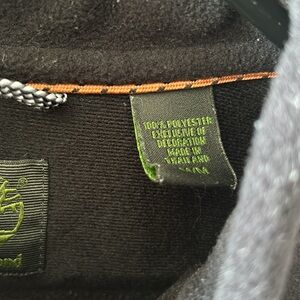 100% POLYESTER
EXCLUSIVE OF
DECORATION
MADE IN
THAILAND